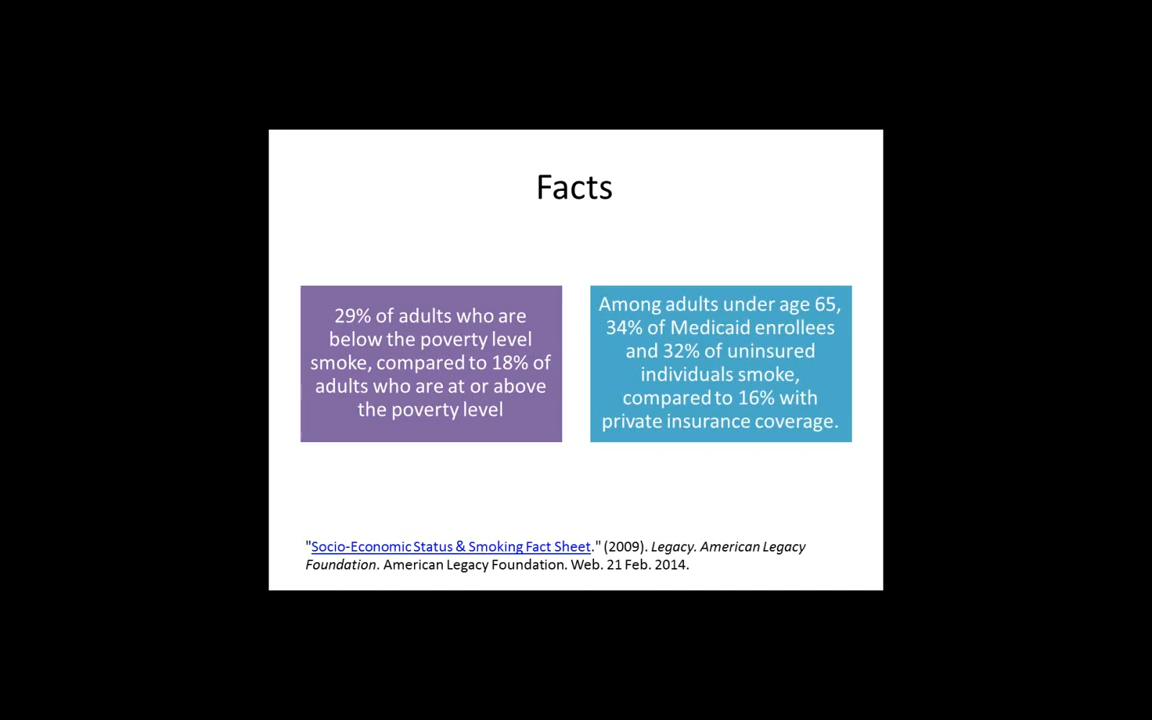 Facts
29% of adults who are
below the poverty level
smoke, compared to 18% of
adults who are at or above
the poverty level
Among adults under age 65,
34% of Medicaid enrollees
and 32% of uninsured
individuals smoke,
compared to 16% with
private insurance coverage.
"Socio-Economic Status & Smoking Fact Sheet." (2009). Legacy. American Legacy
Foundation. American Legacy Foundation. Web. 21 Feb. 2014.